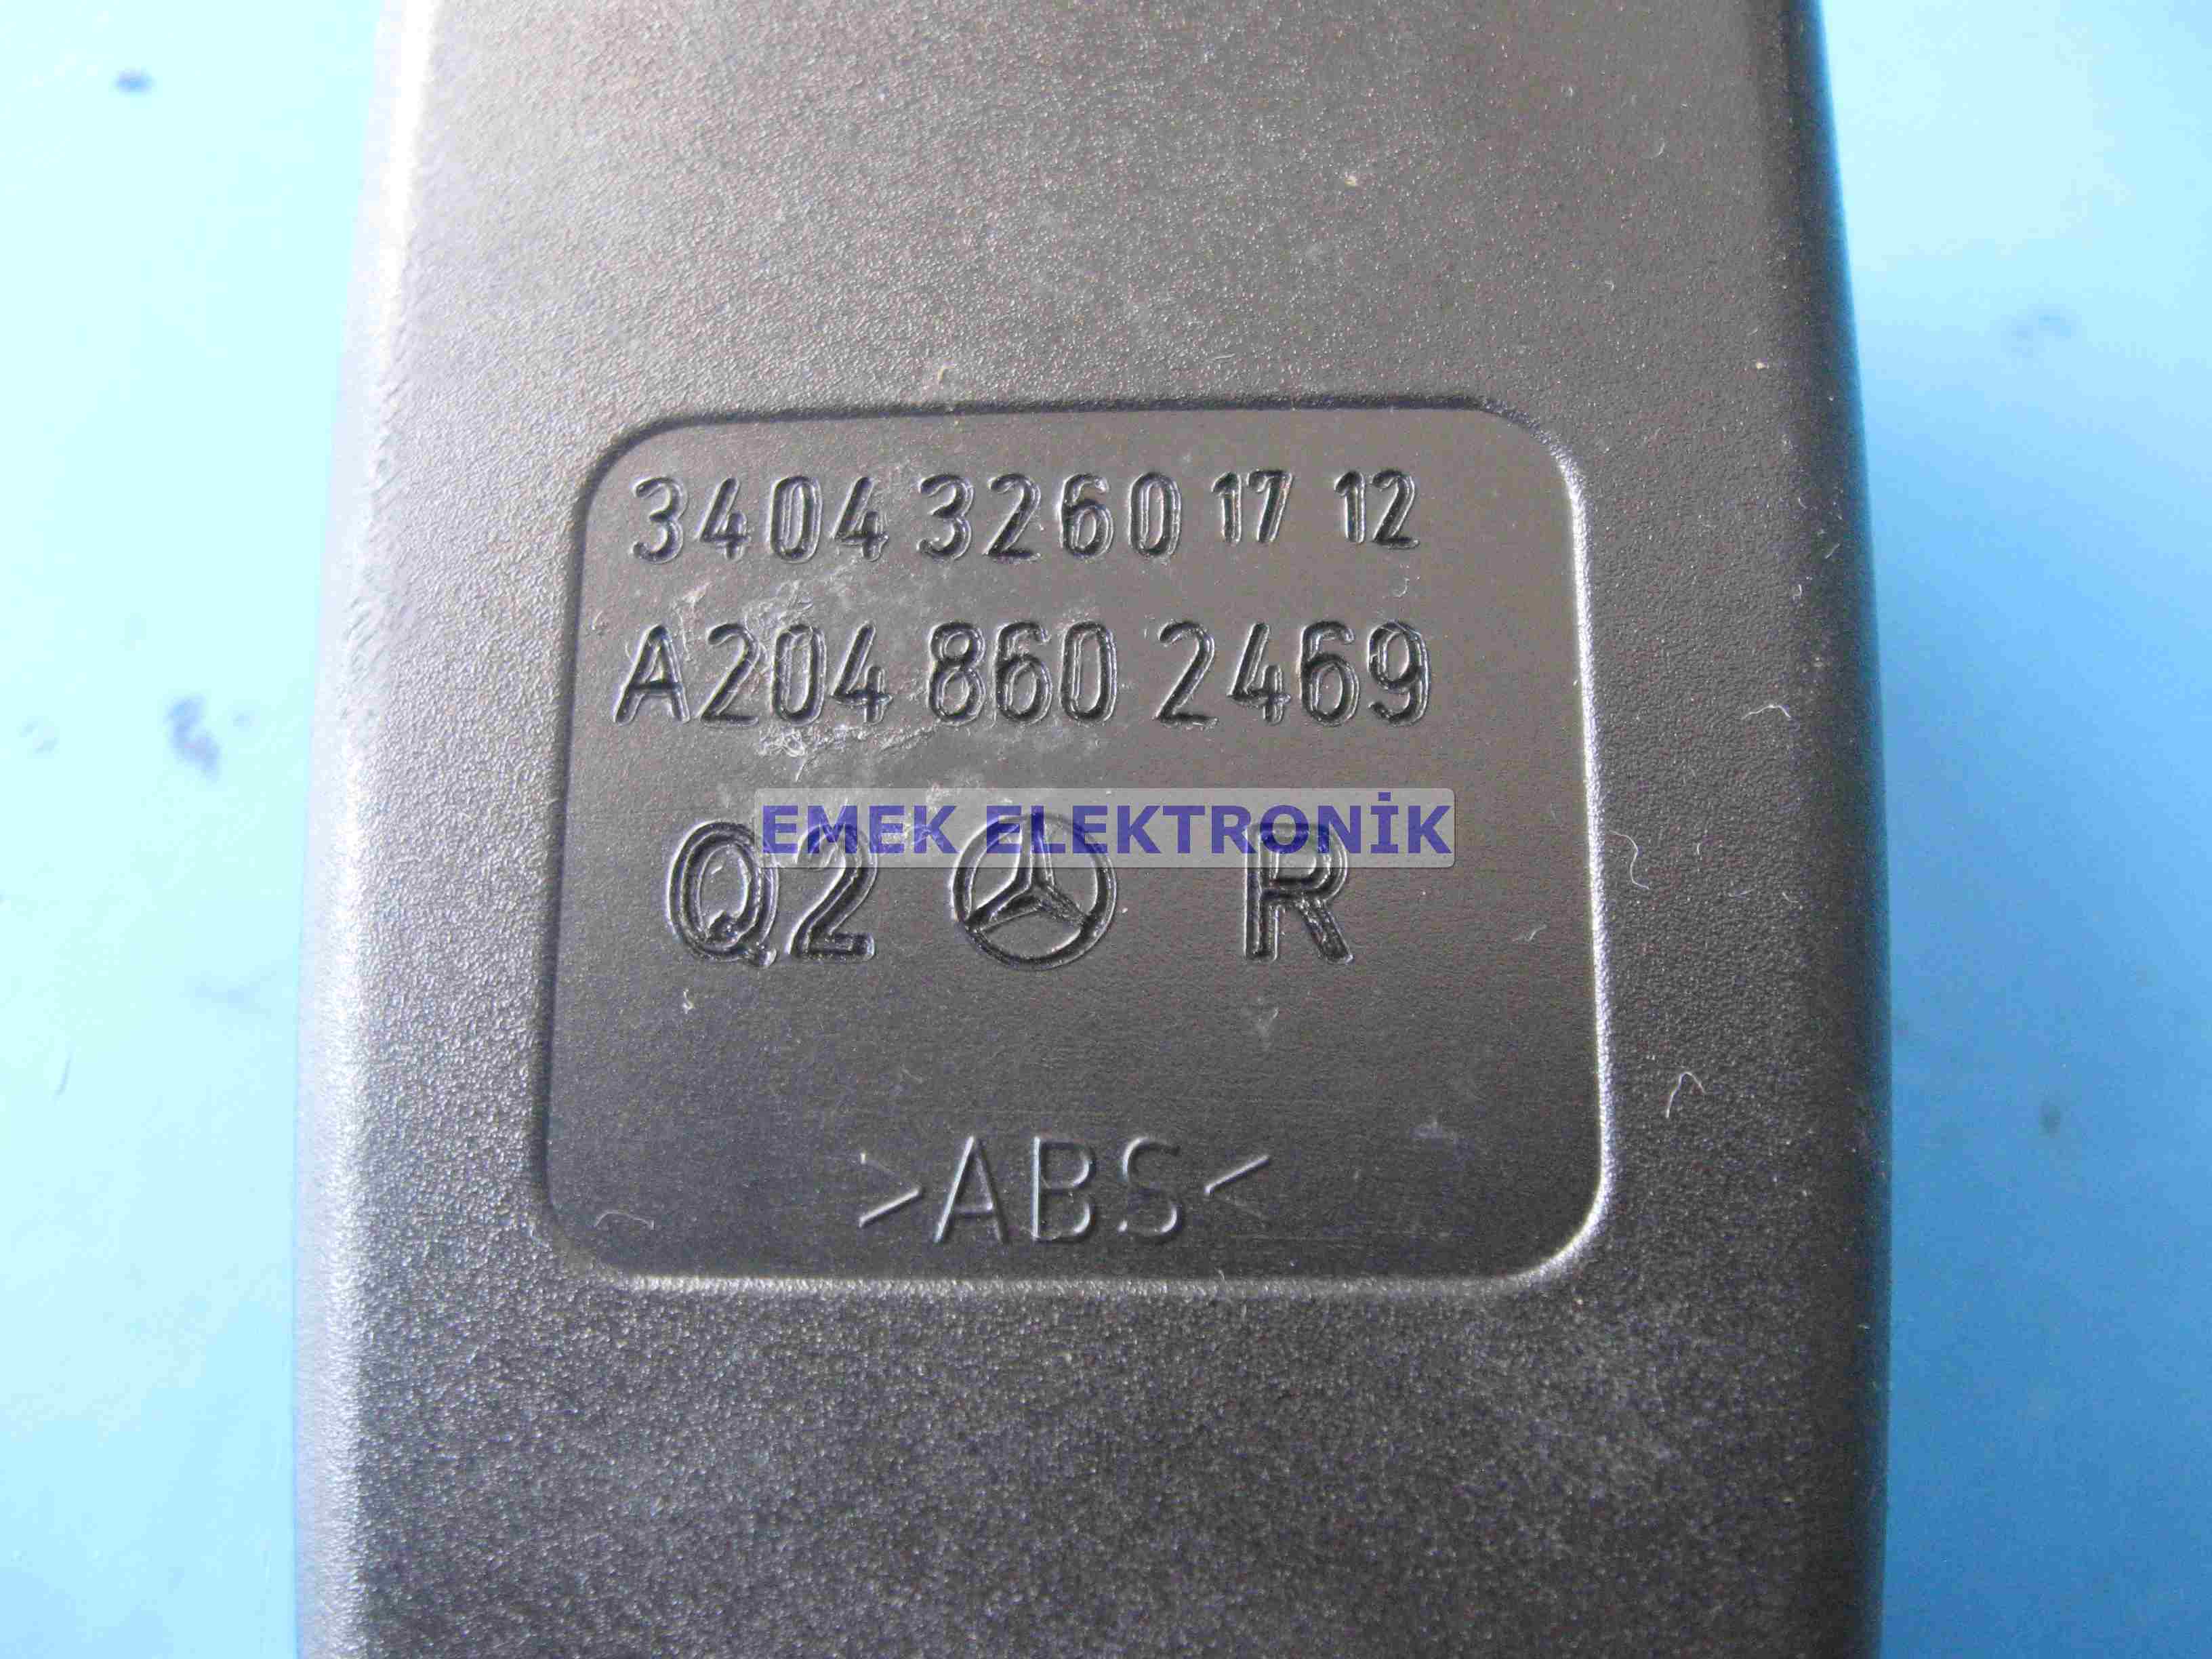 3404 3260 17 12
A204 860 2469
EMEK ELEKTRONİK
Q2 R
>ABS<